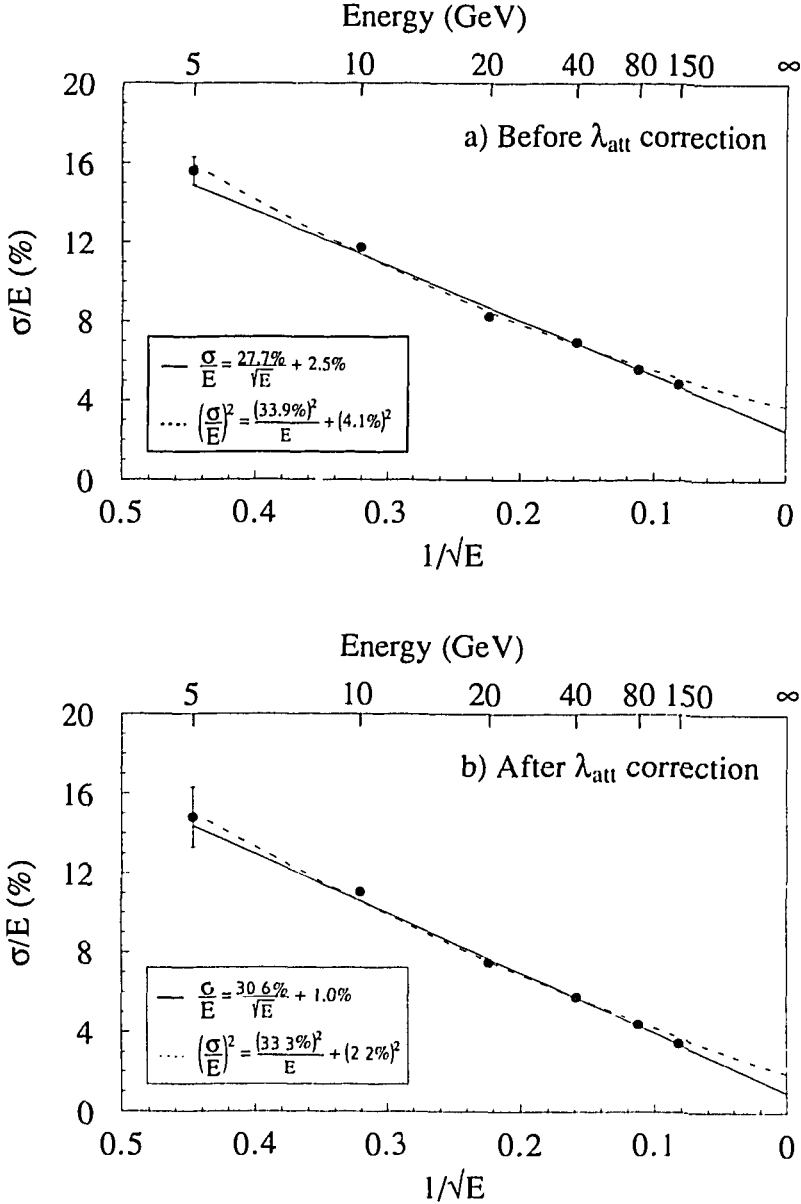 Energy (GeV)
5 10 20 40 80 150 ∞
20
16
12
8
4
0
σ/E (%)
a) Before λatt correction
σ/E = 27.7%/√E + 2.5%
(σ/E)² = (33.9%)²/E + (4.1%)²
0.5 0.4 0.3 0.2 0.1 0
1/√E
Energy (GeV)
5 10 20 40 80 150 ∞
20
16
12
8
4
0
σ/E (%)
b) After λatt correction
σ/E = 30 6%/√E + 1.0%
(σ/E)² = (33 3%)²/E + (2 2%)²
0.5 0.4 0.3 0.2 0.1 0
1/√E